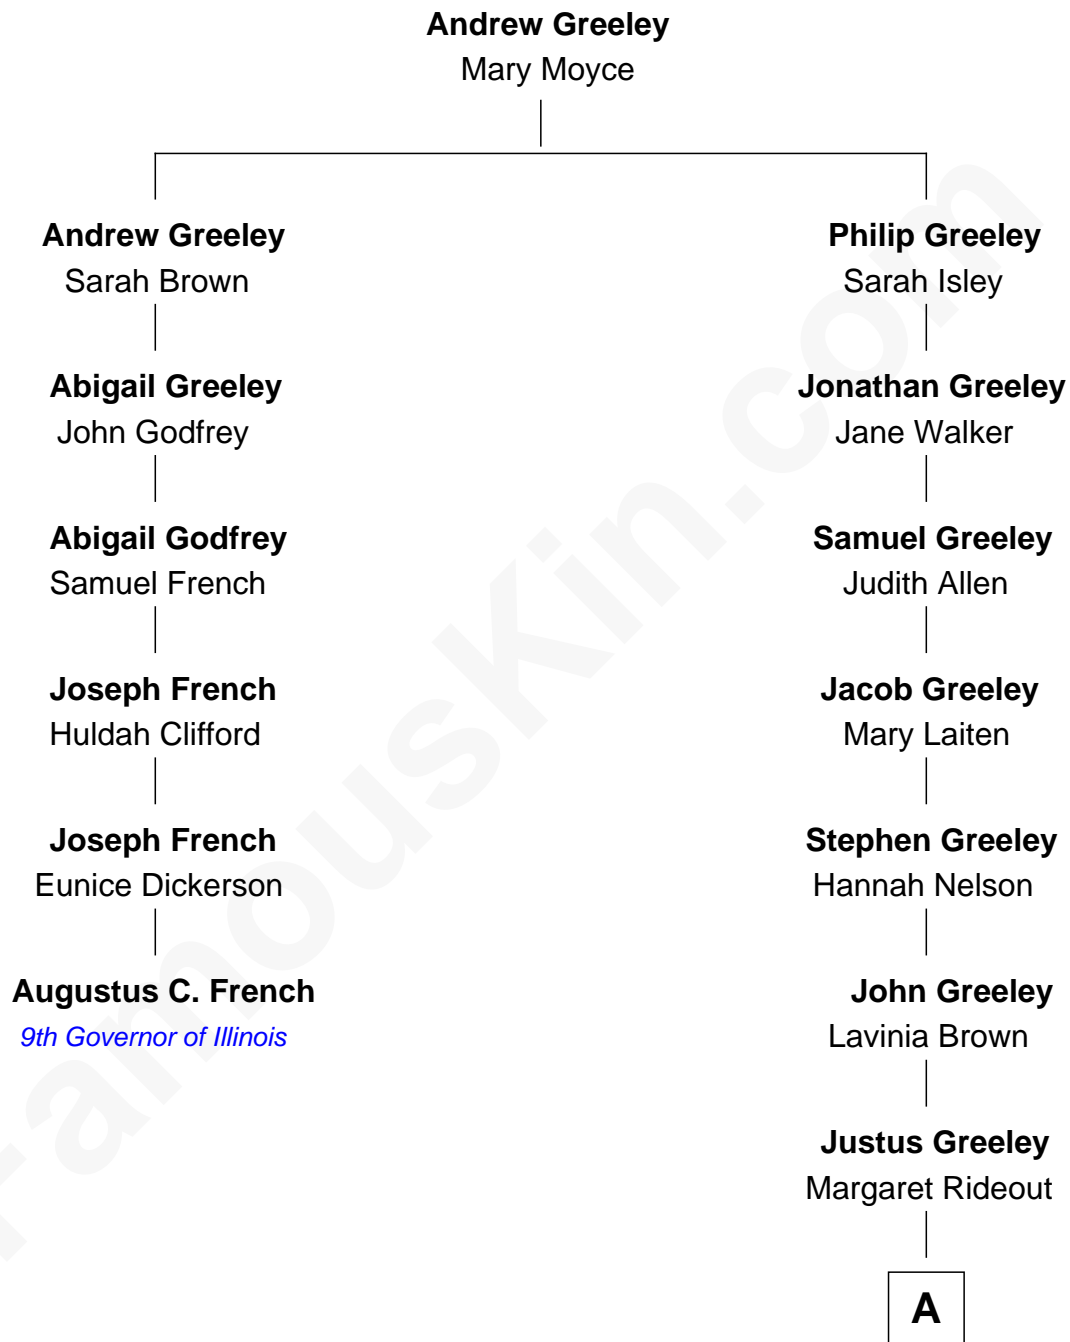 Andrew Greeley
Mary Moyce
Andrew Greeley
Sarah Brown
Abigail Greeley
John Godfrey
Abigail Godfrey
Samuel French
Joseph French
Huldah Clifford
Joseph French
Eunice Dickerson
Augustus C. French
9th Governor of Illinois
Philip Greeley
Sarah Isley
Jonathan Greeley
Jane Walker
Samuel Greeley
Judith Allen
Jacob Greeley
Mary Laiten
Stephen Greeley
Hannah Nelson
John Greeley
Lavinia Brown
Justus Greeley
Margaret Rideout
A
FamousKin.com